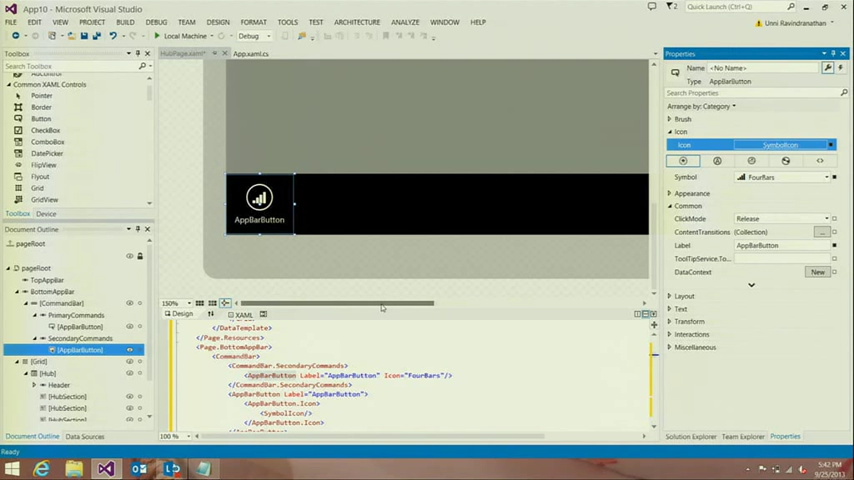 App10 - Microsoft Visual Studio
2
Quick Launch (Ctrl+Q)
FILE EDIT VIEW PROJECT BUILD DEBUG TEAM DESIGN FORMAT TOOLS TEST ARCHITECTURE ANALYZE WINDOW HELP
Unni Ravindranathan
Local Machine
Debug
Toolbox
Search Toolbox
AdControl
Common XAML Controls
Pointer
Border
Button
CheckBox
ComboBox
DatePicker
FlipView
Flyout
Grid
GridView
Toolbox Device
Document Outline
pageRoot
pageRoot
TopAppBar
BottomAppBar
[CommandBar]
PrimaryCommands
[AppBarButton]
SecondaryCommands
[AppBarButton]
[Grid]
[Hub]
Header
[HubSection]
[HubSection]
[HubSection]
Document Outline Data Sources
HubPage.xaml* App.xaml.cs
AppBarButton
150%
Design XAML
</DataTemplate>
</Page.Resources>
<Page.BottomAppBar>
<CommandBar>
<CommandBar.SecondaryCommands>
<AppBarButton Label="AppBarButton" Icon="FourBars"/>
</CommandBar.SecondaryCommands>
<AppBarButton Label="AppBarButton">
<AppBarButton.Icon>
<SymbolIcon/>
</AppBarButton.Icon>
</AppBarButton>
100 %
Properties
Name <No Name>
Type AppBarButton
Search Properties
Arrange by: Category
Brush
Icon
Icon SymbolIcon
Symbol FourBars
Appearance
Common
ClickMode Release
ContentTransitions (Collection) ...
Label AppBarButton
ToolTipService.To...
DataContext New
Layout
Text
Transform
Interactions
Miscellaneous
Solution Explorer Team Explorer Properties
Ready
5:42 PM
9/25/2013